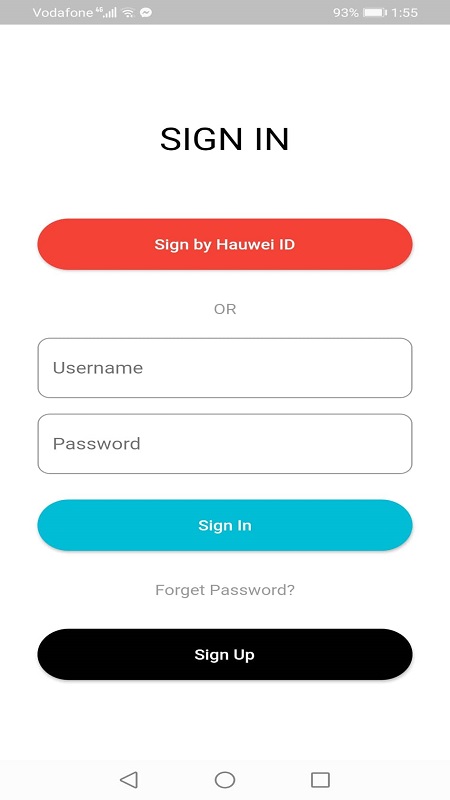 Vodafone 4G 93% 1:55
SIGN IN
Sign by Hauwei ID
OR
Username
Password
Sign In
Forget Password?
Sign Up